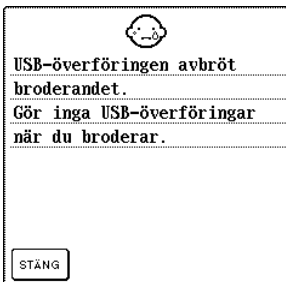 USB-överföringen avbröt
broderandet.
Gör inga USB-överföringar
när du broderar.
STÄNG